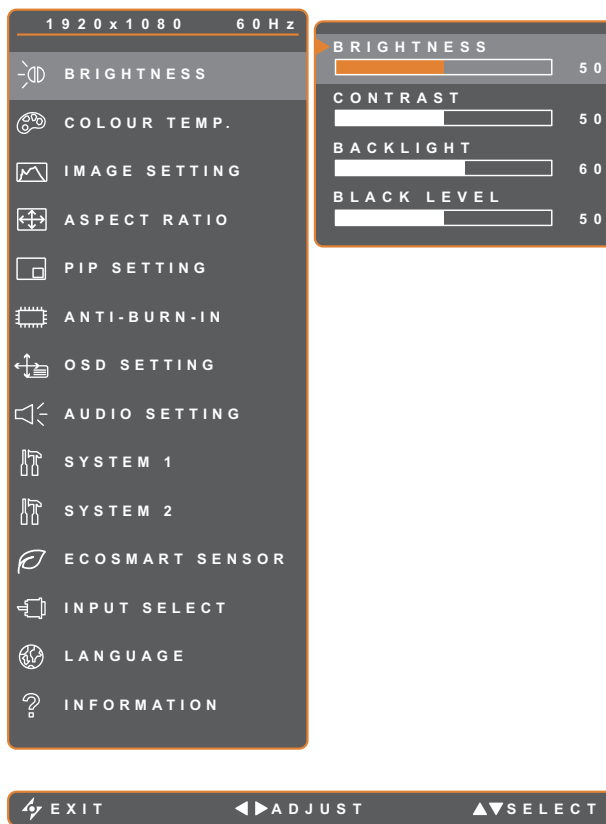 1920x1080 60Hz
BRIGHTNESS
COLOUR TEMP.
IMAGE SETTING
ASPECT RATIO
PIP SETTING
ANTI-BURN-IN
OSD SETTING
AUDIO SETTING
SYSTEM 1
SYSTEM 2
ECOSMART SENSOR
INPUT SELECT
LANGUAGE
INFORMATION
BRIGHTNESS
50
CONTRAST
50
BACKLIGHT
60
BLACK LEVEL
50
EXIT ADJUST SELECT